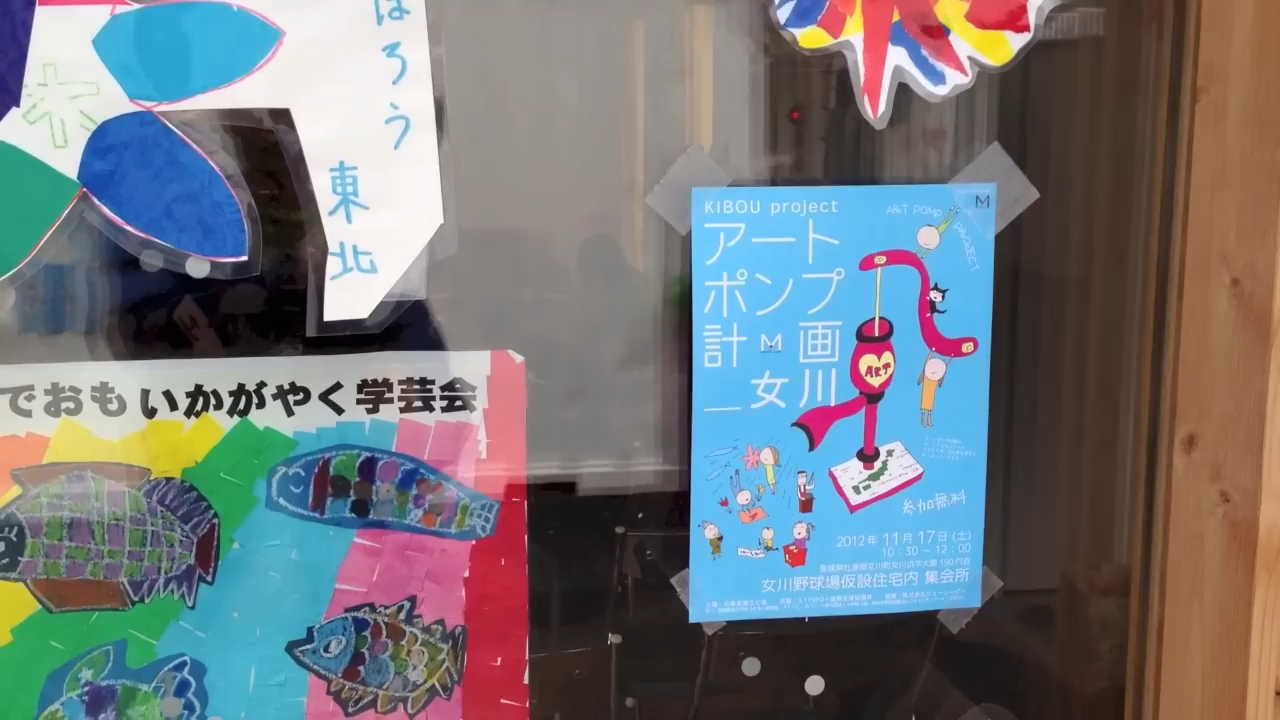 ばろう
東北
でおもいかがやく学芸会
KIBOU project
M
ART POMP PROJECT
アート
ポンプ
計M画
_女川
ART
参加無料
2012年 11月 17日(土)
10:30〜12:00
女川野球場仮設住宅内 集会所